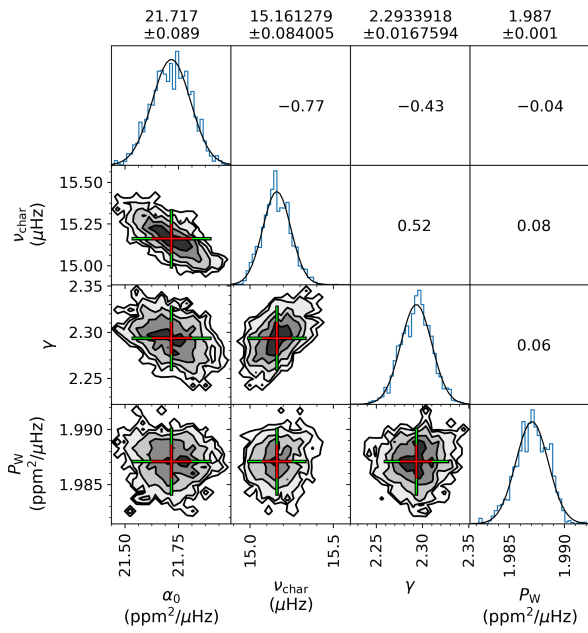 21.717 15.161279 2.2933918 1.987
±0.089 ±0.084005 ±0.0167594 ±0.001
−0.77 −0.43 −0.04
15.50
15.25
15.00
ν_char
(μHz)
0.52 0.08
2.35
2.30
2.25
γ
0.06
1.990
1.985
P_W
(ppm²/μHz)
21.50 21.75 15.0 15.5 2.25 2.30 2.35 1.985 1.990
α₀ ν_char γ P_W
(ppm²/μHz) (μHz) (ppm²/μHz)